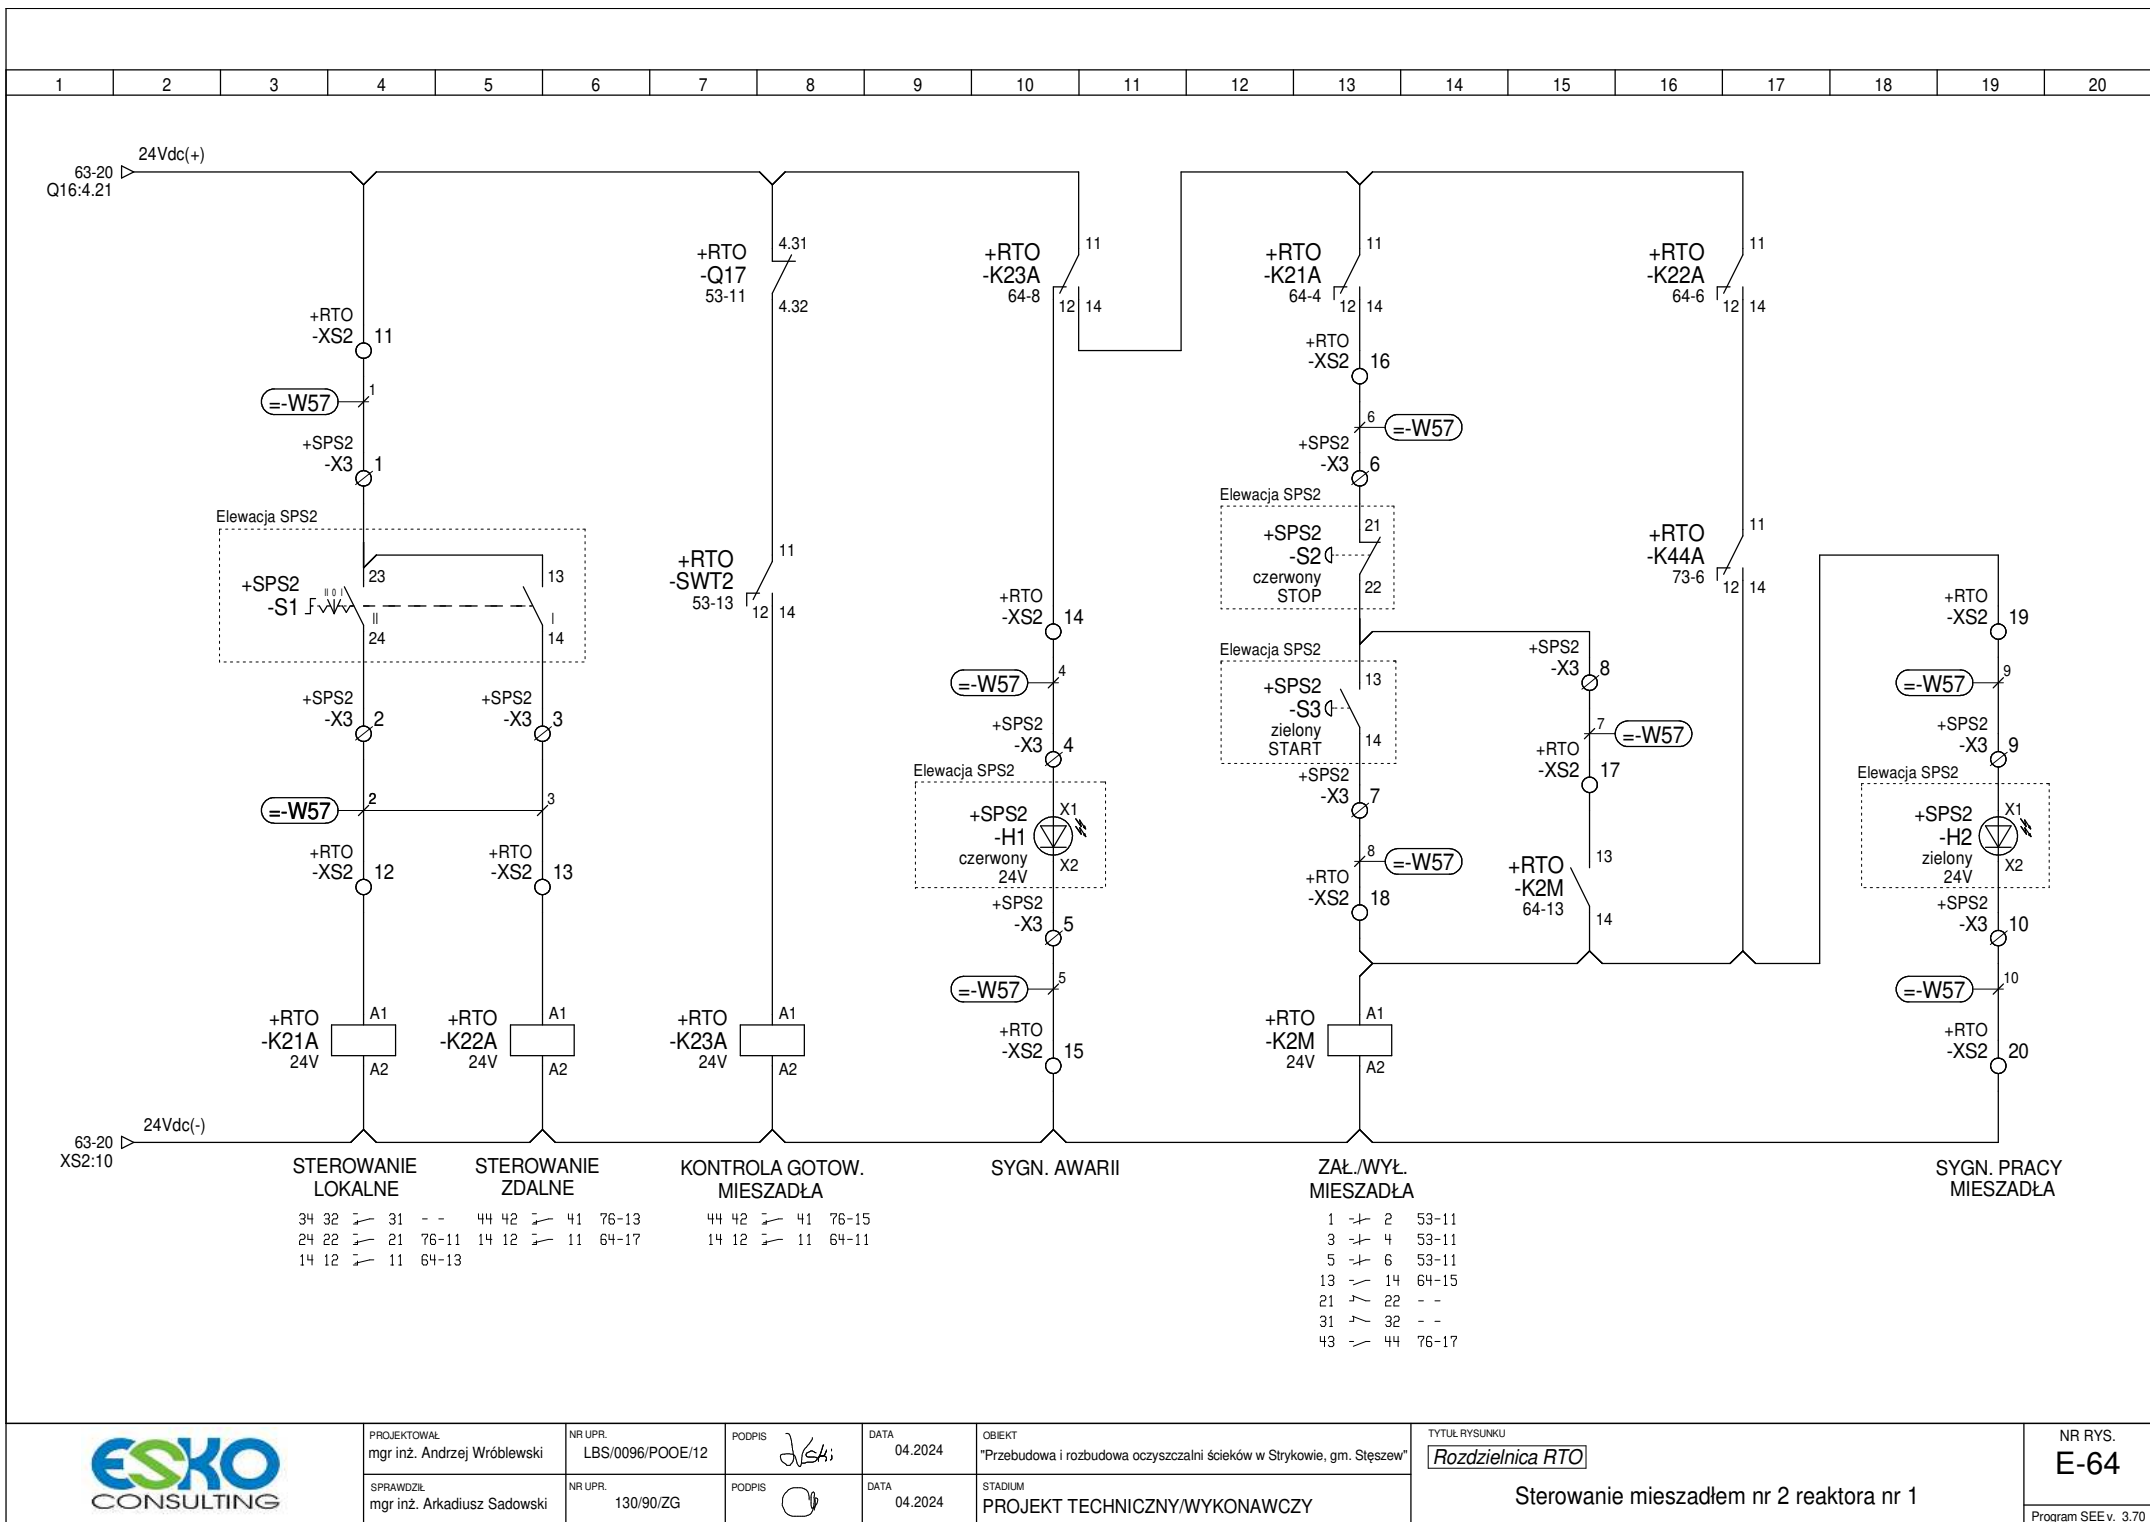 1 2 3 4 5 6 7 8 9 10 11 12 13 14 15 16 17 18 19 20
24Vdc(+)
63-20
Q16:4.21
+RTO
-XS2 11
=-W57 1
+SPS2
-X3 1
Elewacja SPS2
+SPS2
-S1
II 0 I
23
24
II
13
14
I
+SPS2
-X3 2
+SPS2
-X3 3
=-W57 2 3
+RTO
-XS2 12
+RTO
-XS2 13
+RTO
-K21A
24V
A1
A2
+RTO
-K22A
24V
A1
A2
+RTO
-Q17
53-11
4.31
4.32
+RTO
-SWT2
53-13
11
12 14
+RTO
-K23A
24V
A1
A2
+RTO
-K23A
64-8
11
12 14
+RTO
-XS2 14
=-W57 4
+SPS2
-X3 4
Elewacja SPS2
+SPS2
-H1
czerwony
24V
X1
X2
+SPS2
-X3 5
=-W57 5
+RTO
-XS2 15
+RTO
-K21A
64-4
11
12 14
+RTO
-XS2 16
6 =-W57
+SPS2
-X3 6
Elewacja SPS2
+SPS2
-S2
czerwony
STOP
21
22
Elewacja SPS2
+SPS2
-S3
zielony
START
13
14
+SPS2
-X3 7
8 =-W57
+RTO
-XS2 18
+RTO
-K2M
24V
A1
A2
+SPS2
-X3 8
7 =-W57
+RTO
-XS2 17
+RTO
-K2M
64-13
13
14
+RTO
-K22A
64-6
11
12 14
+RTO
-K44A
73-6
11
12 14
+RTO
-XS2 19
=-W57 9
+SPS2
-X3 9
Elewacja SPS2
+SPS2
-H2
zielony
24V
X1
X2
+SPS2
-X3 10
=-W57 10
+RTO
-XS2 20
24Vdc(-)
63-20
XS2:10
STEROWANIE
LOKALNE
34 32 31 - -
24 22 21 76-11
14 12 11 64-13
STEROWANIE
ZDALNE
44 42 41 76-13
14 12 11 64-17
KONTROLA GOTOW.
MIESZADŁA
44 42 41 76-15
14 12 11 64-11
SYGN. AWARII
ZAŁ./WYŁ.
MIESZADŁA
1 2 53-11
3 4 53-11
5 6 53-11
13 14 64-15
21 22 - -
31 32 - -
43 44 76-17
SYGN. PRACY
MIESZADŁA
ESKO
CONSULTING
PROJEKTOWAŁ
mgr inż. Andrzej Wróblewski
NR UPR.
LBS/0096/POOE/12
PODPIS
DATA
04.2024
SPRAWDZIŁ
mgr inż. Arkadiusz Sadowski
NR UPR.
130/90/ZG
PODPIS
DATA
04.2024
OBIEKT
"Przebudowa i rozbudowa oczyszczalni ścieków w Strykowie, gm. Stęszew"
STADIUM
PROJEKT TECHNICZNY/WYKONAWCZY
TYTUŁ RYSUNKU
Rozdzielnica RTO
Sterowanie mieszadłem nr 2 reaktora nr 1
NR RYS.
E-64
Program SEE v. 3.70